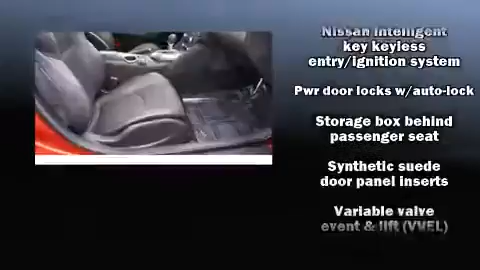 Nissan Intelligent
key keyless
entry/ignition system
Pwr door locks w/auto-lock
Storage box behind
passenger seat
Synthetic suede
door panel inserts
Variable valve
event & lift (VVEL)